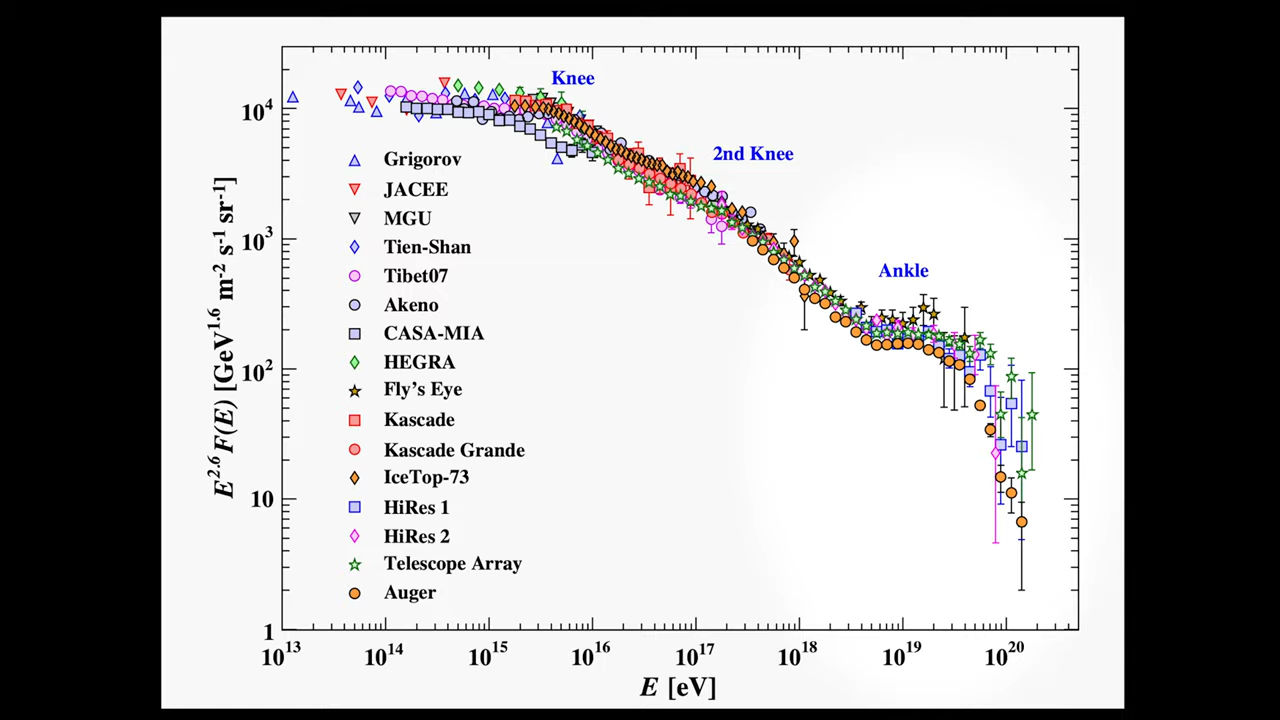 Knee
2nd Knee
Ankle
Grigorov
JACEE
MGU
Tien-Shan
Tibet07
Akeno
CASA-MIA
HEGRA
Fly's Eye
Kascade
Kascade Grande
IceTop-73
HiRes 1
HiRes 2
Telescope Array
Auger
E^2.6 F(E) [GeV^1.6 m^-2 s^-1 sr^-1]
10^4
10^3
10^2
10
1
10^13 10^14 10^15 10^16 10^17 10^18 10^19 10^20
E [eV]